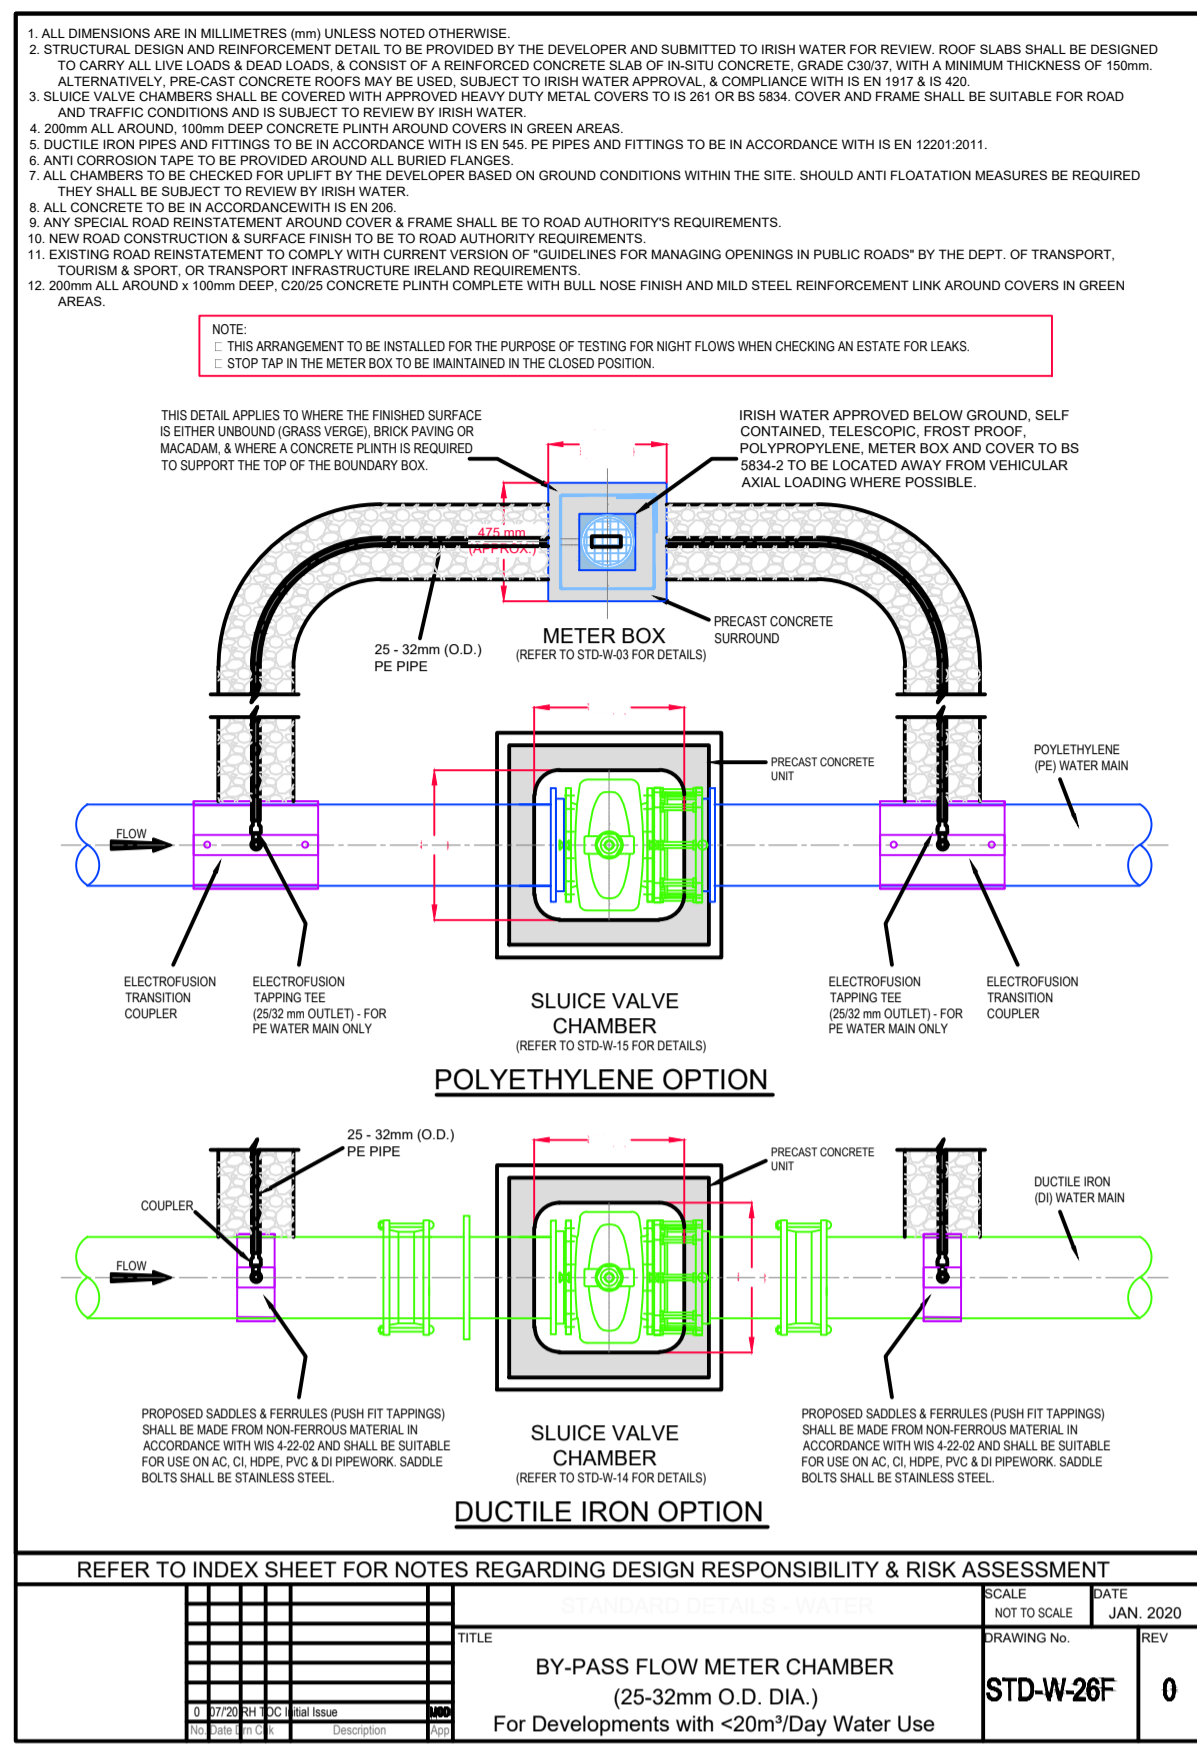 1. ALL DIMENSIONS ARE IN MILLIMETRES (mm) UNLESS NOTED OTHERWISE.
2. STRUCTURAL DESIGN AND REINFORCEMENT DETAIL TO BE PROVIDED BY THE DEVELOPER AND SUBMITTED TO IRISH WATER FOR REVIEW. ROOF SLABS SHALL BE DESIGNED
TO CARRY ALL LIVE LOADS & DEAD LOADS, & CONSIST OF A REINFORCED CONCRETE SLAB OF IN-SITU CONCRETE, GRADE C30/37, WITH A MINIMUM THICKNESS OF 150mm.
ALTERNATIVELY, PRE-CAST CONCRETE ROOFS MAY BE USED, SUBJECT TO IRISH WATER APPROVAL, & COMPLIANCE WITH IS EN 1917 & IS 420.
3. SLUICE VALVE CHAMBERS SHALL BE COVERED WITH APPROVED HEAVY DUTY METAL COVERS TO IS 261 OR BS 5834. COVER AND FRAME SHALL BE SUITABLE FOR ROAD
AND TRAFFIC CONDITIONS AND IS SUBJECT TO REVIEW BY IRISH WATER.
4. 200mm ALL AROUND, 100mm DEEP CONCRETE PLINTH AROUND COVERS IN GREEN AREAS.
5. DUCTILE IRON PIPES AND FITTINGS TO BE IN ACCORDANCE WITH IS EN 545. PE PIPES AND FITTINGS TO BE IN ACCORDANCE WITH IS EN 12201:2011.
6. ANTI CORROSION TAPE TO BE PROVIDED AROUND ALL BURIED FLANGES.
7. ALL CHAMBERS TO BE CHECKED FOR UPLIFT BY THE DEVELOPER BASED ON GROUND CONDITIONS WITHIN THE SITE. SHOULD ANTI FLOATATION MEASURES BE REQUIRED
THEY SHALL BE SUBJECT TO REVIEW BY IRISH WATER.
8. ALL CONCRETE TO BE IN ACCORDANCEWITH IS EN 206.
9. ANY SPECIAL ROAD REINSTATEMENT AROUND COVER & FRAME SHALL BE TO ROAD AUTHORITY'S REQUIREMENTS.
10. NEW ROAD CONSTRUCTION & SURFACE FINISH TO BE TO ROAD AUTHORITY REQUIREMENTS.
11. EXISTING ROAD REINSTATEMENT TO COMPLY WITH CURRENT VERSION OF "GUIDELINES FOR MANAGING OPENINGS IN PUBLIC ROADS" BY THE DEPT. OF TRANSPORT,
TOURISM & SPORT, OR TRANSPORT INFRASTRUCTURE IRELAND REQUIREMENTS.
12. 200mm ALL AROUND x 100mm DEEP, C20/25 CONCRETE PLINTH COMPLETE WITH BULL NOSE FINISH AND MILD STEEL REINFORCEMENT LINK AROUND COVERS IN GREEN
AREAS.
NOTE:
THIS ARRANGEMENT TO BE INSTALLED FOR THE PURPOSE OF TESTING FOR NIGHT FLOWS WHEN CHECKING AN ESTATE FOR LEAKS.
STOP TAP IN THE METER BOX TO BE IMAINTAINED IN THE CLOSED POSITION.
THIS DETAIL APPLIES TO WHERE THE FINISHED SURFACE
IS EITHER UNBOUND (GRASS VERGE), BRICK PAVING OR
MACADAM, & WHERE A CONCRETE PLINTH IS REQUIRED
TO SUPPORT THE TOP OF THE BOUNDARY BOX.
IRISH WATER APPROVED BELOW GROUND, SELF
CONTAINED, TELESCOPIC, FROST PROOF,
POLYPROPYLENE, METER BOX AND COVER TO BS
5834-2 TO BE LOCATED AWAY FROM VEHICULAR
AXIAL LOADING WHERE POSSIBLE.
475 mm
(APPROX.)
25 - 32mm (O.D.)
PE PIPE
METER BOX
(REFER TO STD-W-03 FOR DETAILS)
PRECAST CONCRETE
SURROUND
PRECAST CONCRETE
UNIT
POYLETHYLENE
(PE) WATER MAIN
FLOW
ELECTROFUSION
TRANSITION
COUPLER
ELECTROFUSION
TAPPING TEE
(25/32 mm OUTLET) - FOR
PE WATER MAIN ONLY
SLUICE VALVE
CHAMBER
(REFER TO STD-W-15 FOR DETAILS)
ELECTROFUSION
TAPPING TEE
(25/32 mm OUTLET) - FOR
PE WATER MAIN ONLY
ELECTROFUSION
TRANSITION
COUPLER
POLYETHYLENE OPTION
25 - 32mm (O.D.)
PE PIPE
COUPLER
PRECAST CONCRETE
UNIT
DUCTILE IRON
(DI) WATER MAIN
FLOW
PROPOSED SADDLES & FERRULES (PUSH FIT TAPPINGS)
SHALL BE MADE FROM NON-FERROUS MATERIAL IN
ACCORDANCE WITH WIS 4-22-02 AND SHALL BE SUITABLE
FOR USE ON AC, CI, HDPE, PVC & DI PIPEWORK. SADDLE
BOLTS SHALL BE STAINLESS STEEL.
SLUICE VALVE
CHAMBER
(REFER TO STD-W-14 FOR DETAILS)
PROPOSED SADDLES & FERRULES (PUSH FIT TAPPINGS)
SHALL BE MADE FROM NON-FERROUS MATERIAL IN
ACCORDANCE WITH WIS 4-22-02 AND SHALL BE SUITABLE
FOR USE ON AC, CI, HDPE, PVC & DI PIPEWORK. SADDLE
BOLTS SHALL BE STAINLESS STEEL.
DUCTILE IRON OPTION
REFER TO INDEX SHEET FOR NOTES REGARDING DESIGN RESPONSIBILITY & RISK ASSESSMENT
STANDARD DETAILS - WATER
SCALE
NOT TO SCALE
DATE
JAN. 2020
TITLE
BY-PASS FLOW METER CHAMBER
(25-32mm O.D. DIA.)
For Developments with <20m³/Day Water Use
DRAWING No.
STD-W-26F
REV
0
0 07/'20 RH TOC Initial Issue
No. Date Drn Chk Description App